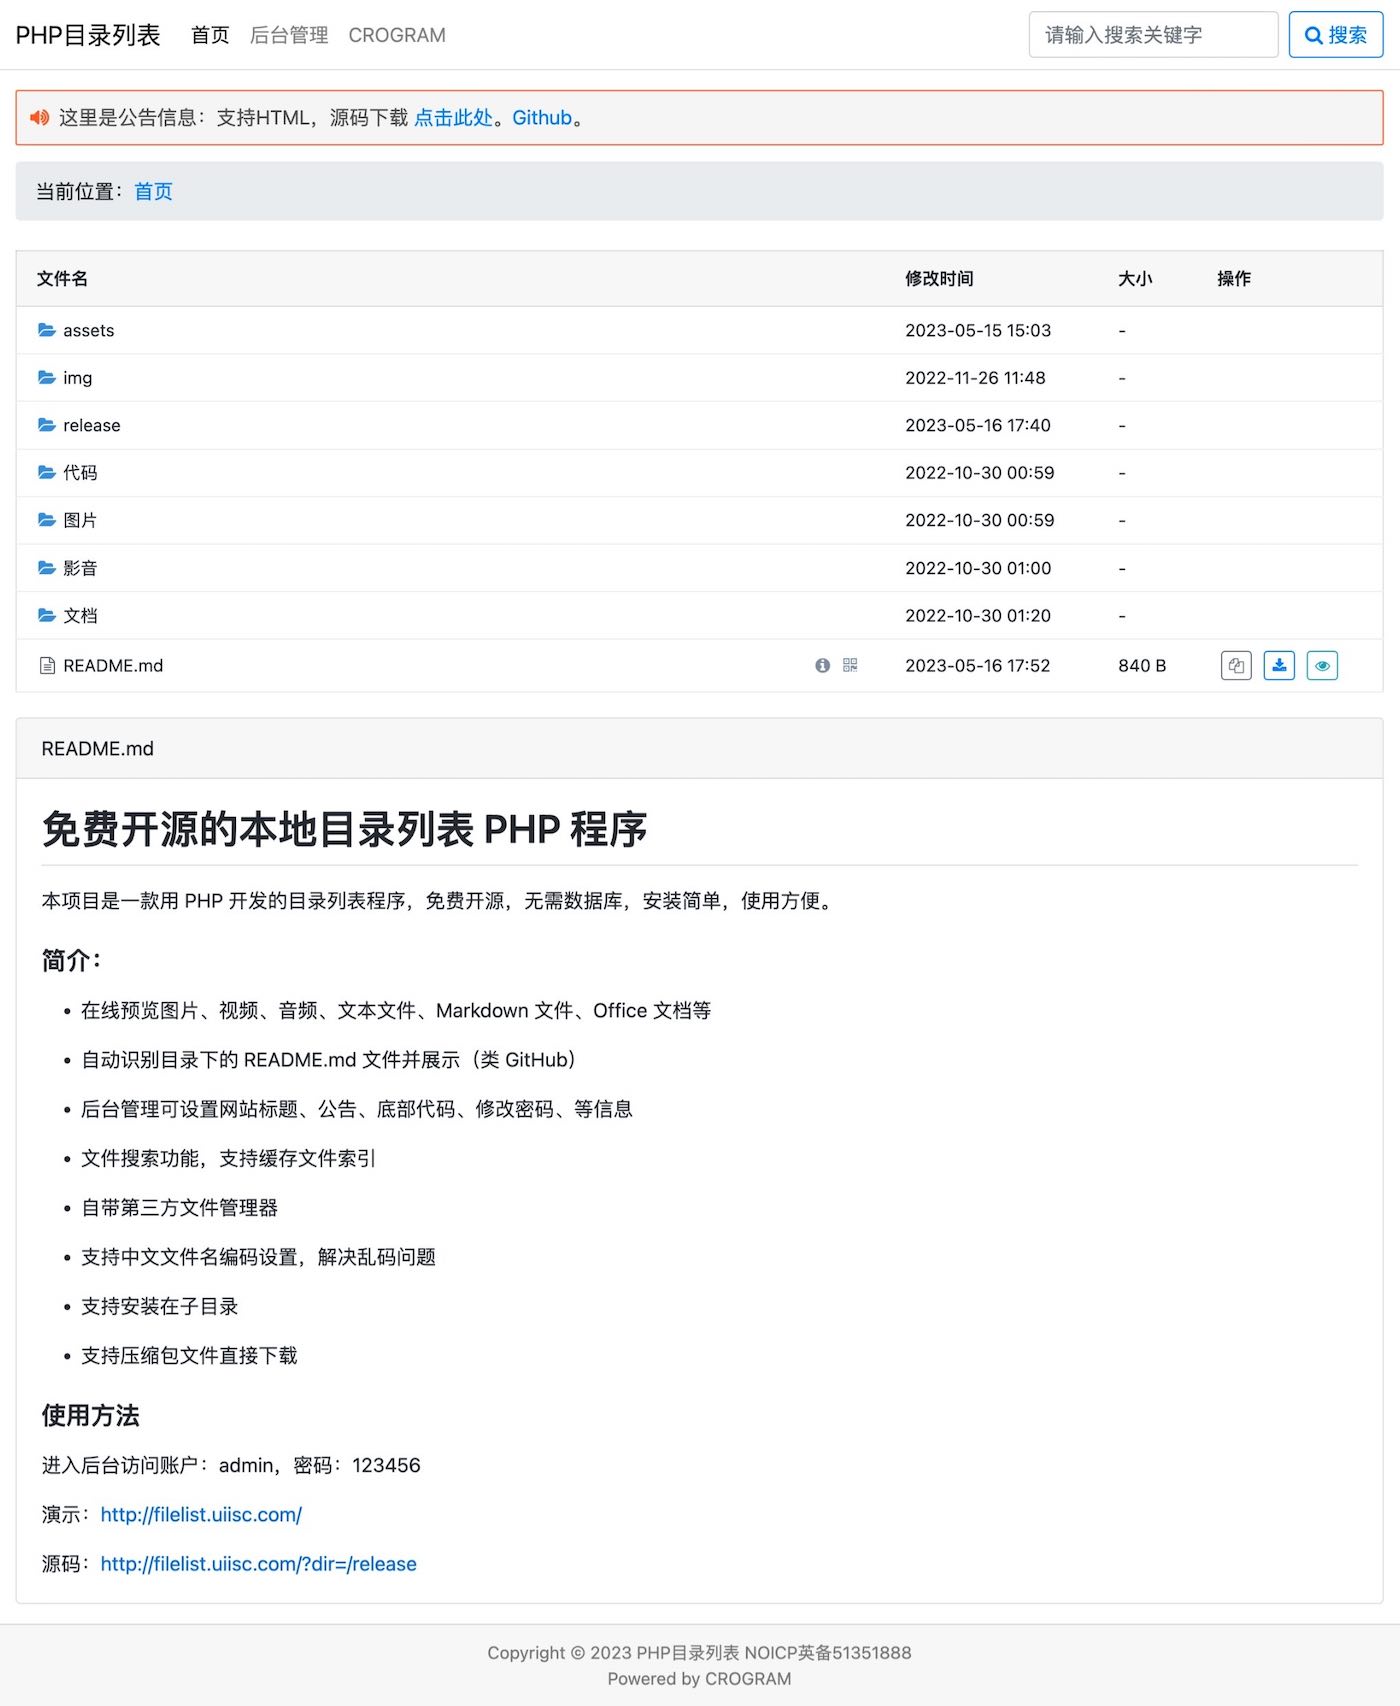 PHP目录列表 首页 后台管理 CROGRAM 请输入搜索关键字 搜索
这里是公告信息：支持HTML，源码下载 点击此处。Github。
当前位置：首页
文件名 修改时间 大小 操作
assets 2023-05-15 15:03 -
img 2022-11-26 11:48 -
release 2023-05-16 17:40 -
代码 2022-10-30 00:59 -
图片 2022-10-30 00:59 -
影音 2022-10-30 01:00 -
文档 2022-10-30 01:20 -
README.md 2023-05-16 17:52 840 B
README.md
免费开源的本地目录列表 PHP 程序
本项目是一款用 PHP 开发的目录列表程序，免费开源，无需数据库，安装简单，使用方便。
简介：
• 在线预览图片、视频、音频、文本文件、Markdown 文件、Office 文档等
• 自动识别目录下的 README.md 文件并展示（类 GitHub）
• 后台管理可设置网站标题、公告、底部代码、修改密码、等信息
• 文件搜索功能，支持缓存文件索引
• 自带第三方文件管理器
• 支持中文文件名编码设置，解决乱码问题
• 支持安装在子目录
• 支持压缩包文件直接下载
使用方法
进入后台访问账户：admin，密码：123456
演示：http://filelist.uiisc.com/
源码：http://filelist.uiisc.com/?dir=/release
Copyright © 2023 PHP目录列表 NOICP英备51351888
Powered by CROGRAM